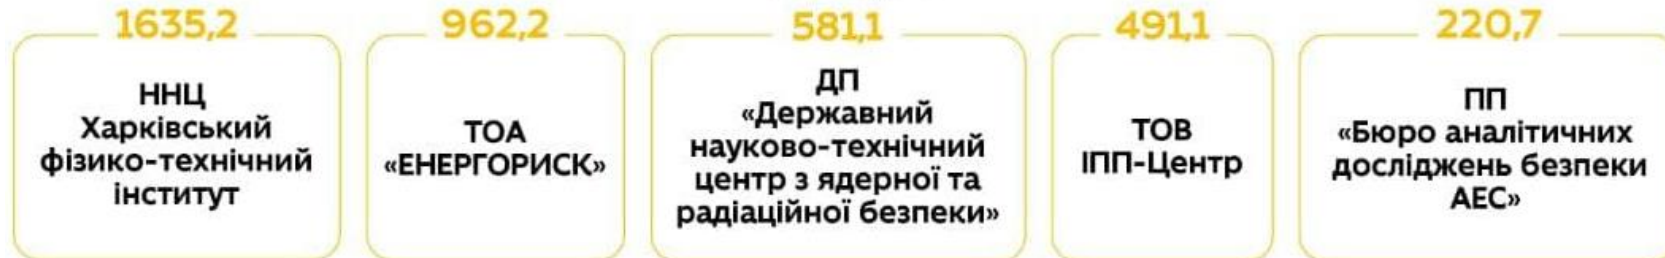 1635,2
ННЦ
Харківський
фізико-технічний
інститут
962,2
ТОА
«ЕНЕРГОРИСК»
581,1
ДП
«Державний
науково-технічний
центр з ядерної та
радіаційної безпеки»
491,1
ТОВ
ІПП-Центр
220,7
ПП
«Бюро аналітичних
досліджень безпеки
АЕС»